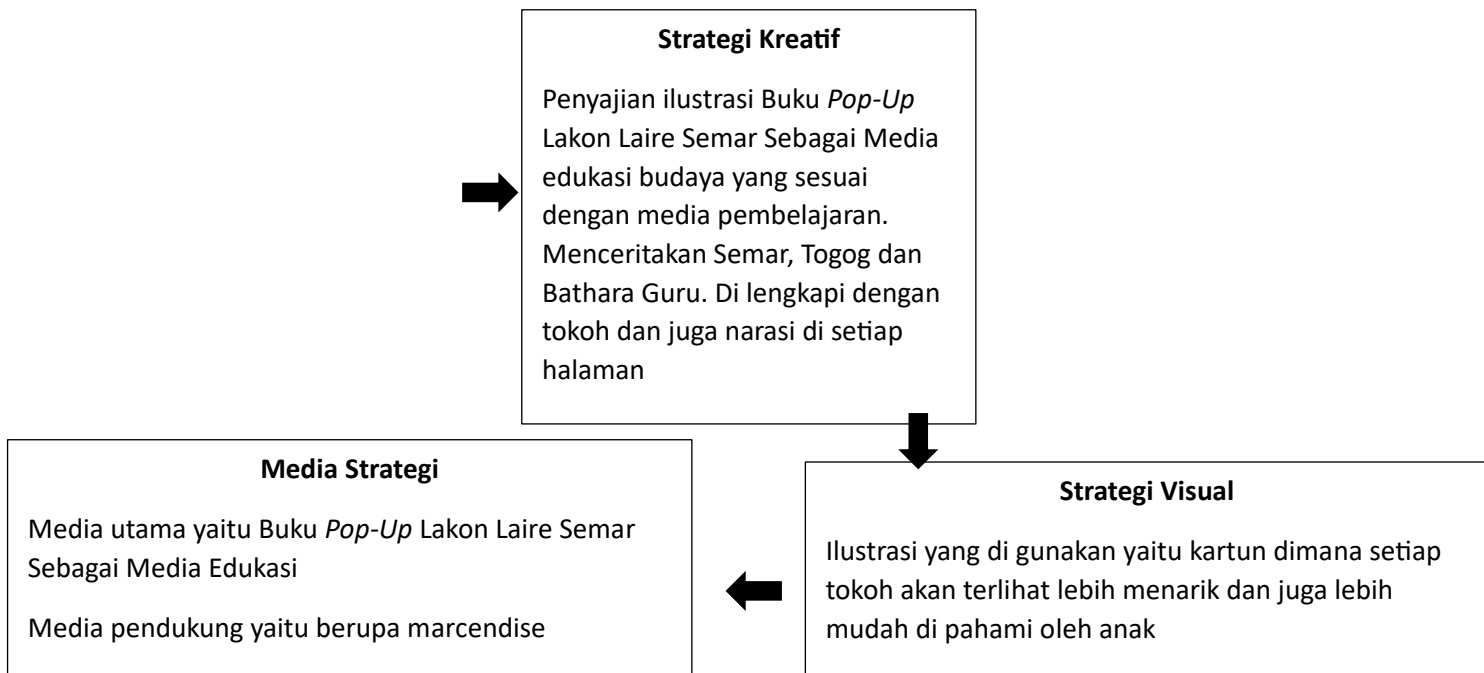 Strategi Kreatif
Penyajian ilustrasi Buku Pop-Up
Lakon Laire Semar Sebagai Media
edukasi budaya yang sesuai
dengan media pembelajaran.
Menceritakan Semar, Togog dan
Bathara Guru. Di lengkapi dengan
tokoh dan juga narasi di setiap
halaman
Strategi Visual
Ilustrasi yang di gunakan yaitu kartun dimana setiap
tokoh akan terlihat lebih menarik dan juga lebih
mudah di pahami oleh anak
Media Strategi
Media utama yaitu Buku Pop-Up Lakon Laire Semar
Sebagai Media Edukasi
Media pendukung yaitu berupa marcendise